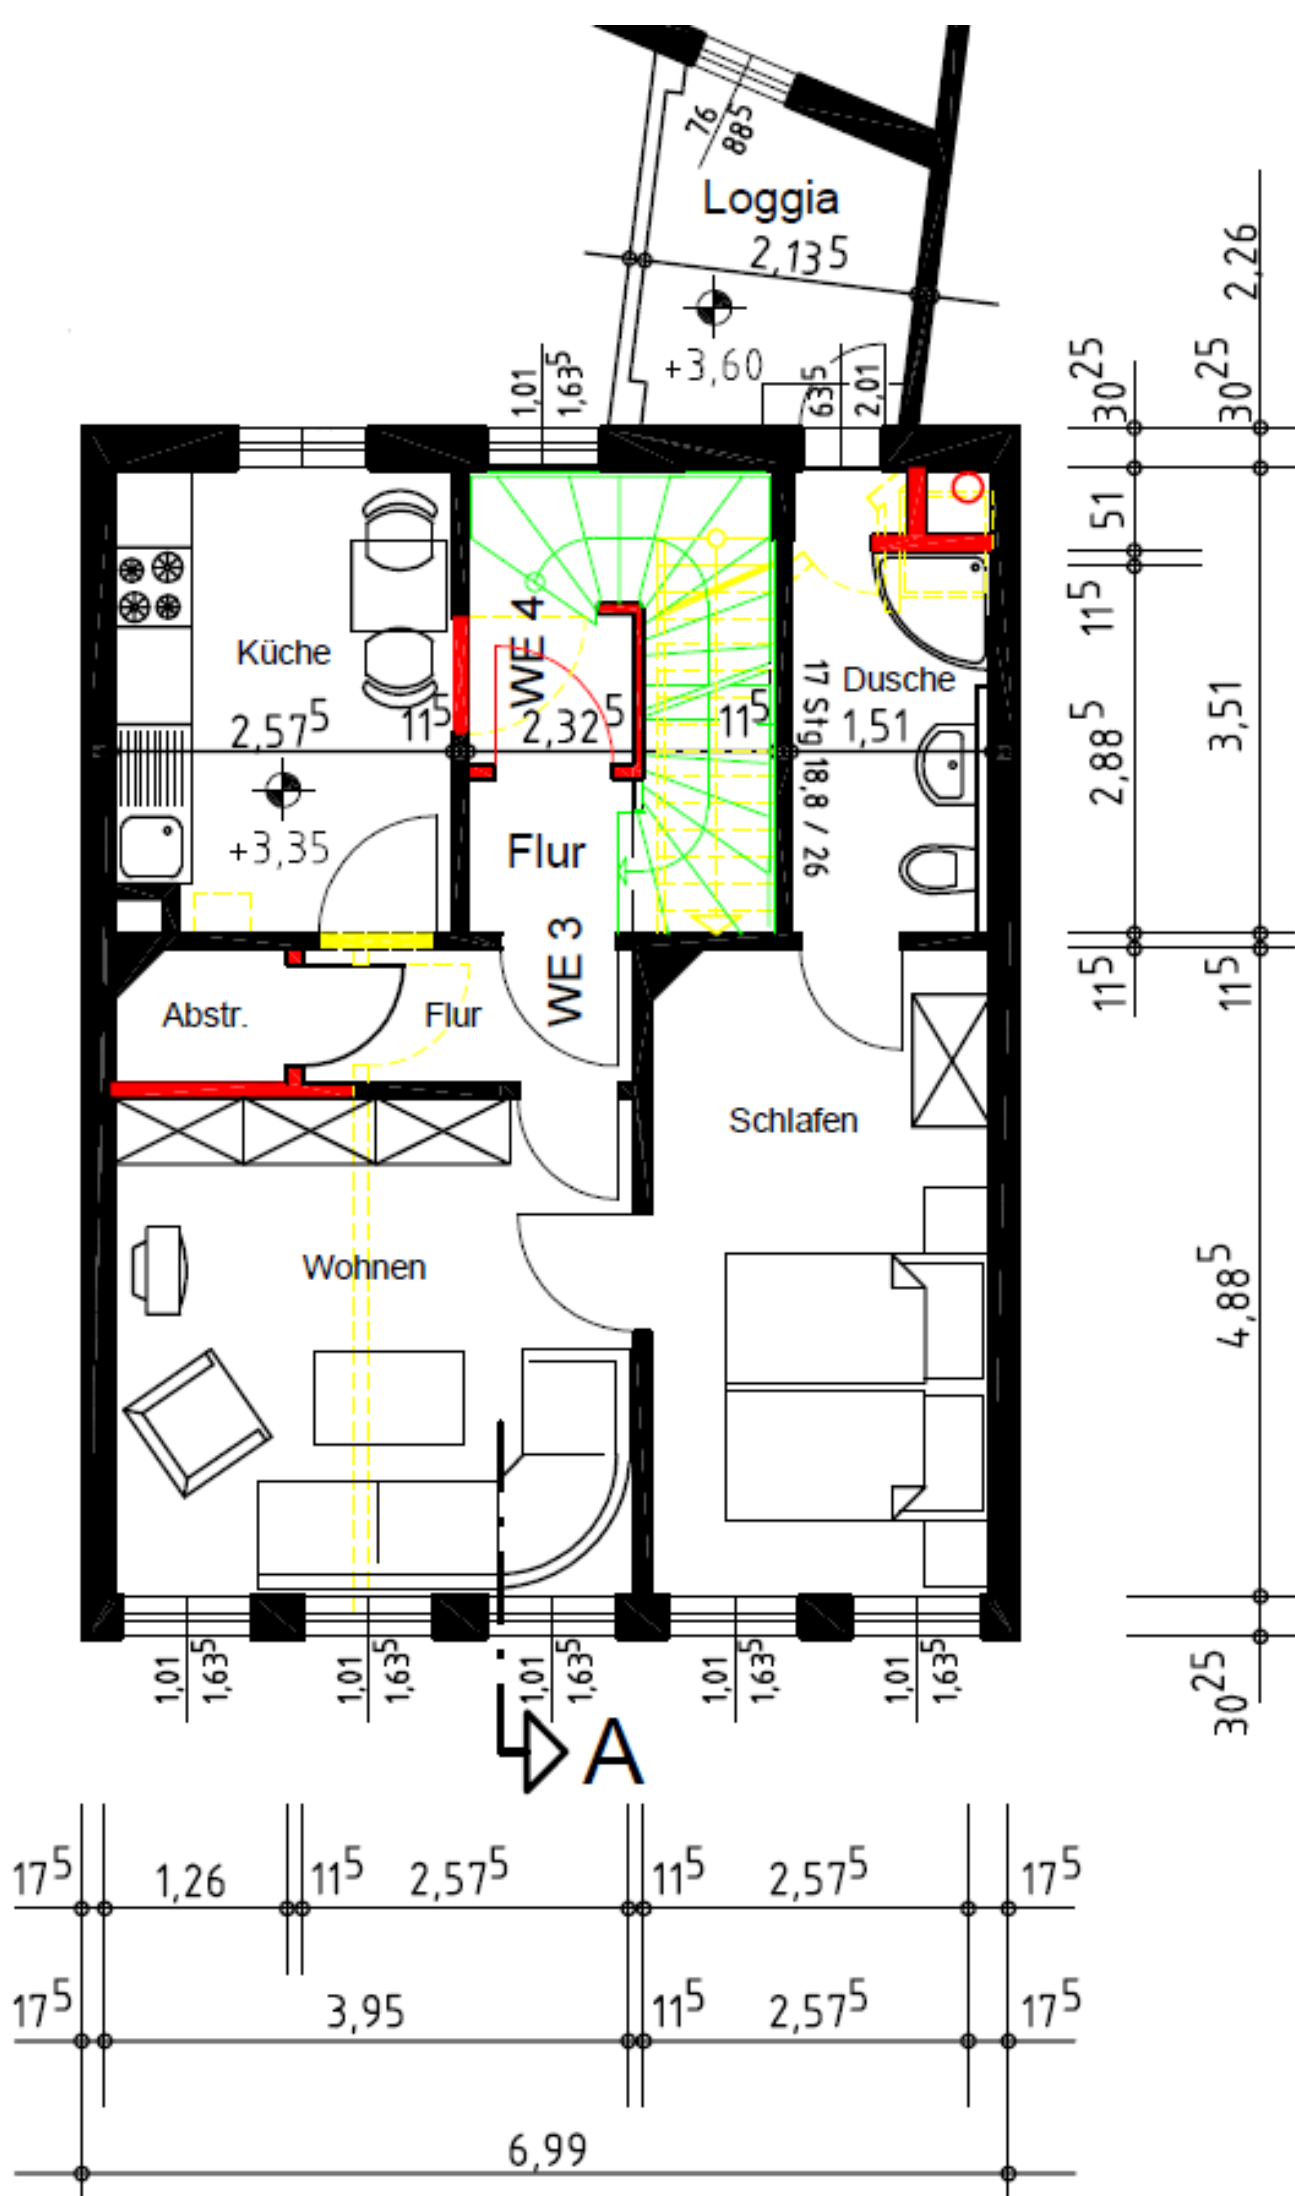 76
88⁵
Loggia
2,13⁵
+3,60
1,01
1,63⁵
63⁵
2,01
2,26
30²⁵
30²⁵
51
11⁵
2,88⁵
3,51
11⁵
11⁵
4,88⁵
30²⁵
Küche
2,57⁵
11⁵
+3,35
WE 4
2,32⁵
11⁵
17 Stg 18,8 / 26
Dusche
1,51
Flur
WE 3
Abstr.
Flur
Schlafen
Wohnen
1,01
1,63⁵
1,01
1,63⁵
1,01
1,63⁵
1,01
1,63⁵
1,01
1,63⁵
A
17⁵ 1,26 11⁵ 2,57⁵ 11⁵ 2,57⁵ 17⁵
17⁵ 3,95 11⁵ 2,57⁵ 17⁵
6,99